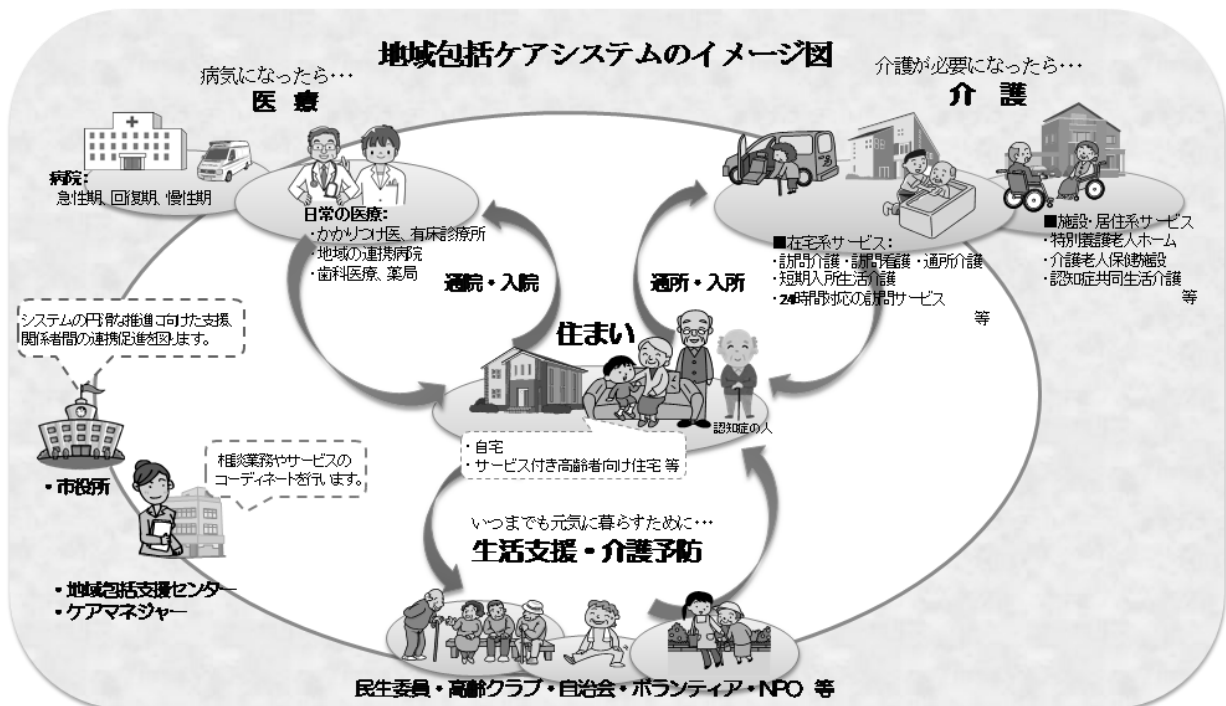 地域包括ケアシステムのイメージ図
病気になったら…
医 療
病院:
急性期、回復期、慢性期
日常の医療:
・かかりつけ医、有床診療所
・地域の連携病院
・歯科医療、薬局
通院・入院
介護が必要になったら…
介 護
■在宅系サービス:
・訪問介護・訪問看護・通所介護
・短期入所生活介護
・24時間対応の訪問サービス
等
■施設・居住系サービス
・特別養護老人ホーム
・介護老人保健施設
・認知症共同生活介護
等
通所・入所
住まい
認知症の人
・自宅
・サービス付き高齢者向け住宅 等
システムの円滑な推進に向けた支援、
関係者間の連携促進を図ります。
・市役所
相談業務やサービスの
コーディネートを行います。
・地域包括支援センター
・ケアマネジャー
いつまでも元気に暮らすために…
生活支援・介護予防
民生委員・高齢クラブ・自治会・ボランティア・NPO 等